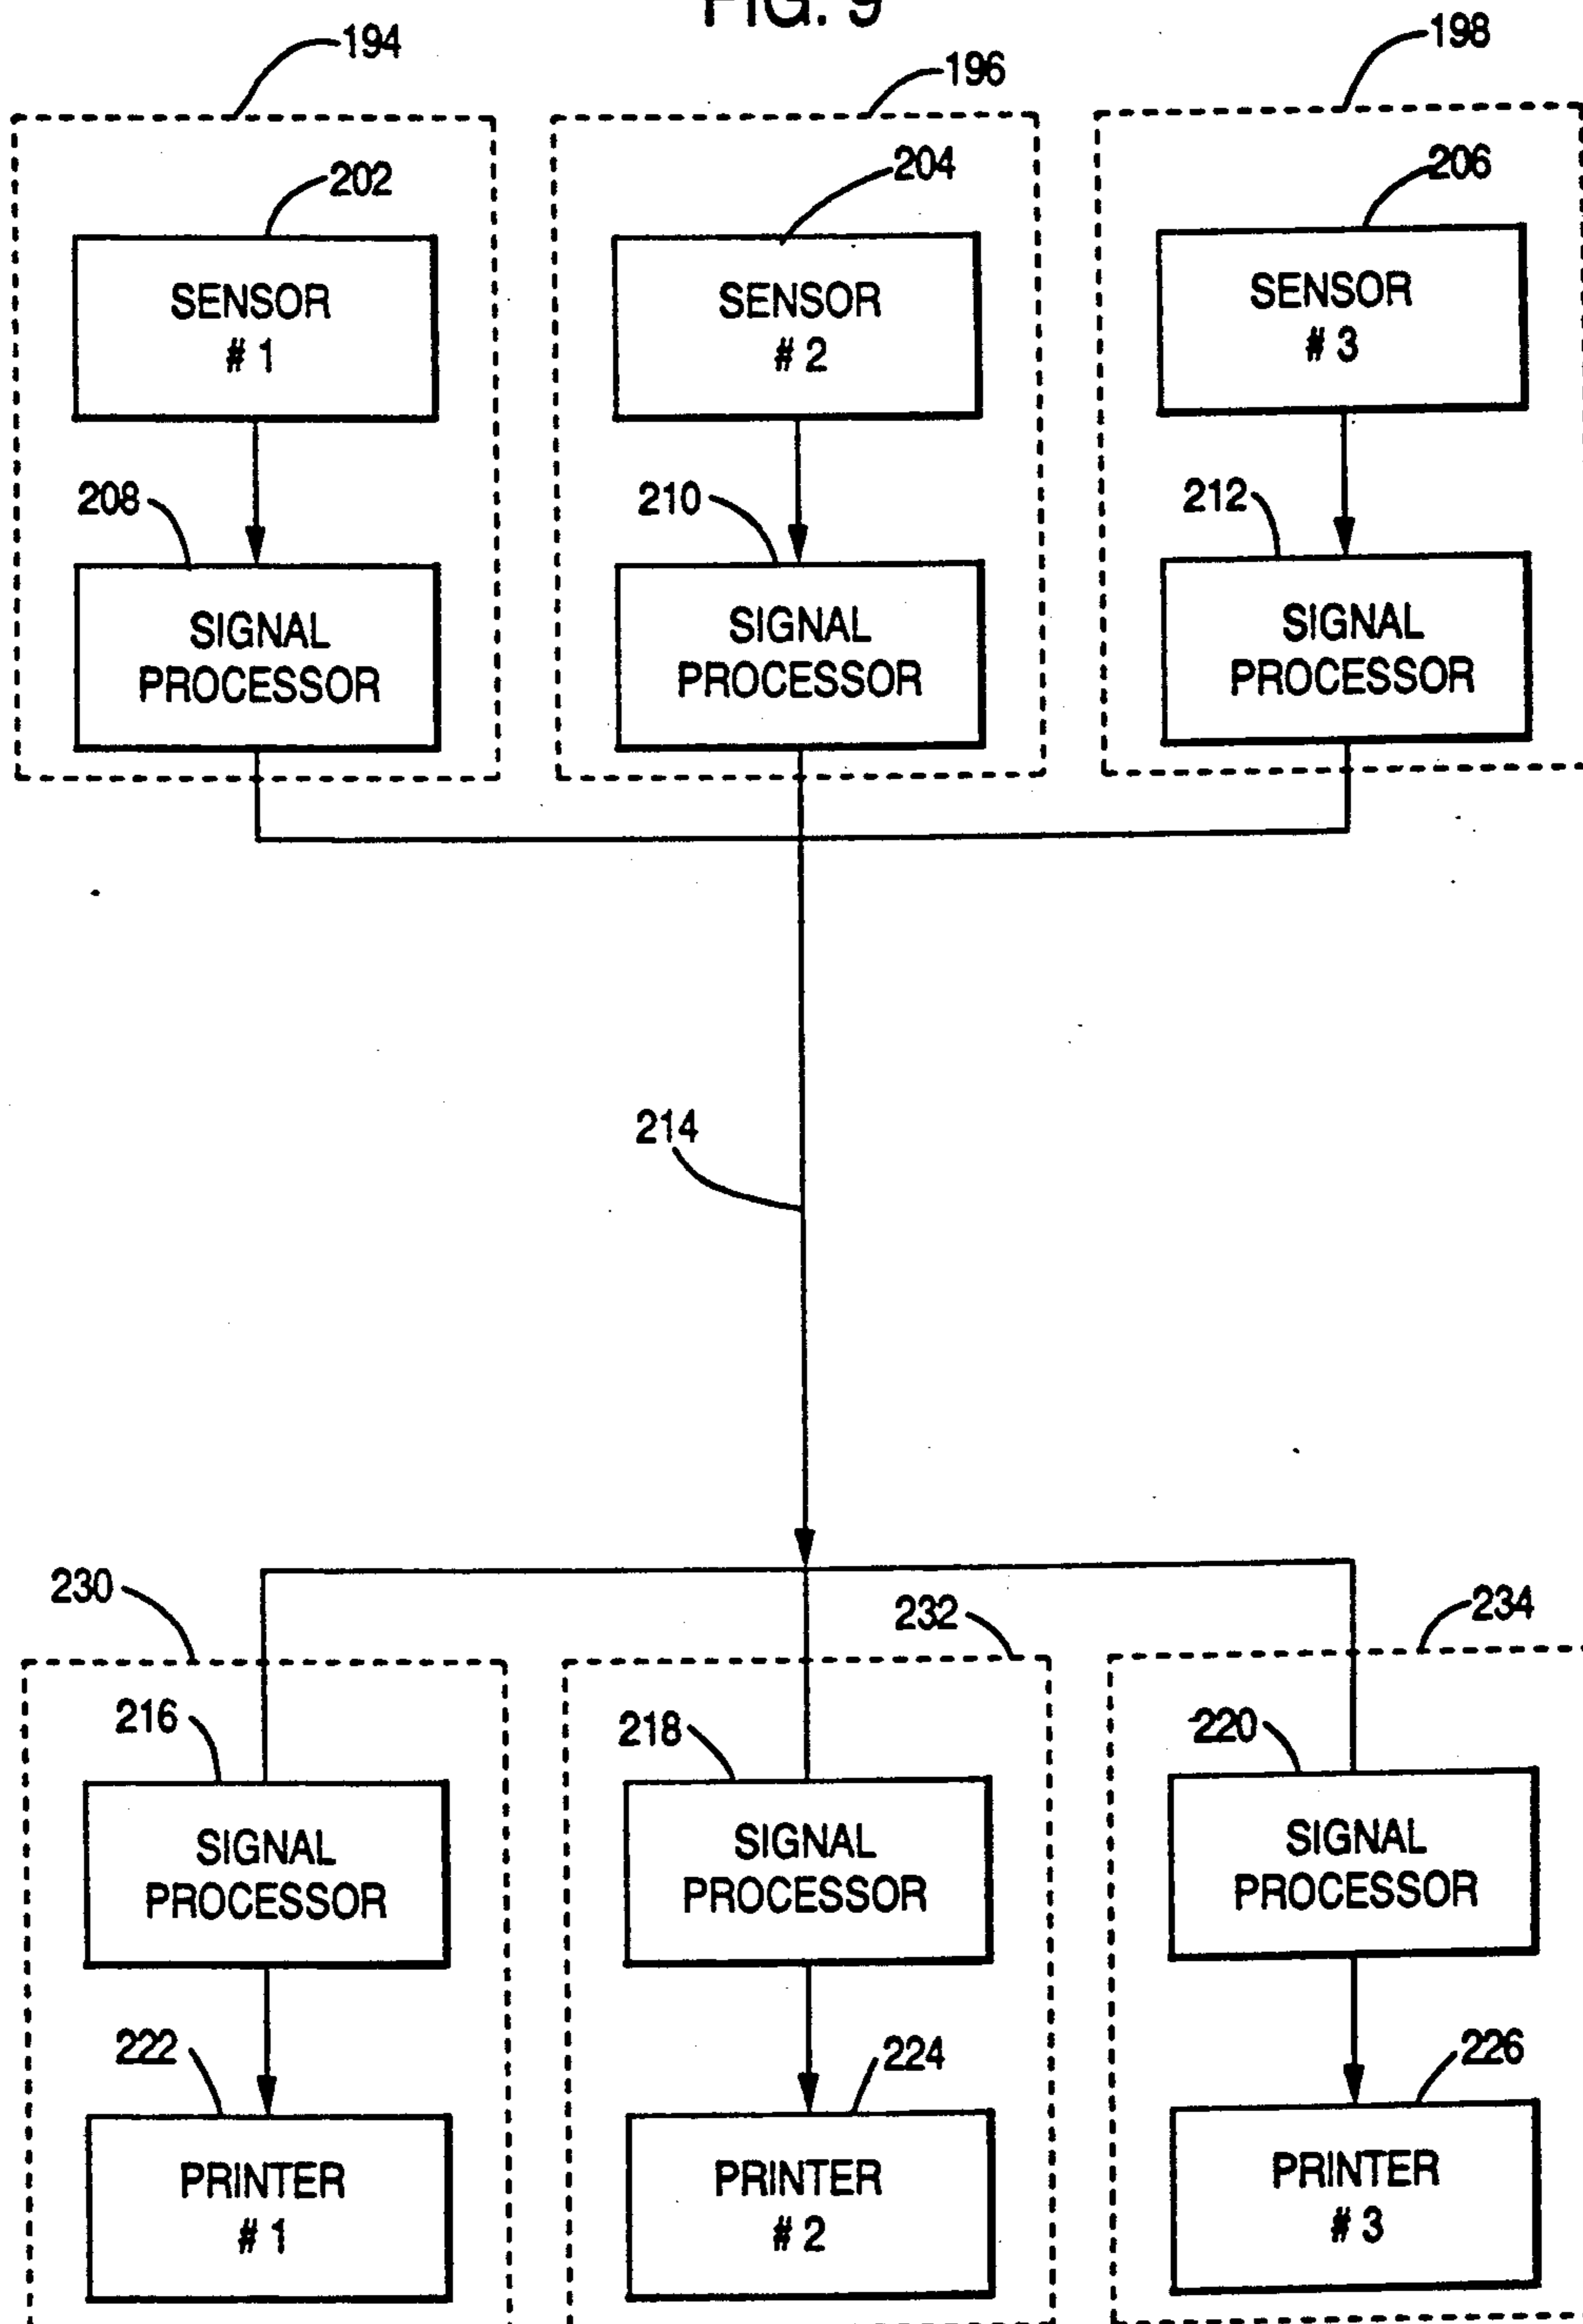 FIG. 9
194
196
198
202
204
206
SENSOR
# 1
SENSOR
# 2
SENSOR
# 3
208
210
212
SIGNAL
PROCESSOR
SIGNAL
PROCESSOR
SIGNAL
PROCESSOR
214
230
232
234
216
218
220
SIGNAL
PROCESSOR
SIGNAL
PROCESSOR
SIGNAL
PROCESSOR
222
224
226
PRINTER
# 1
PRINTER
# 2
PRINTER
# 3